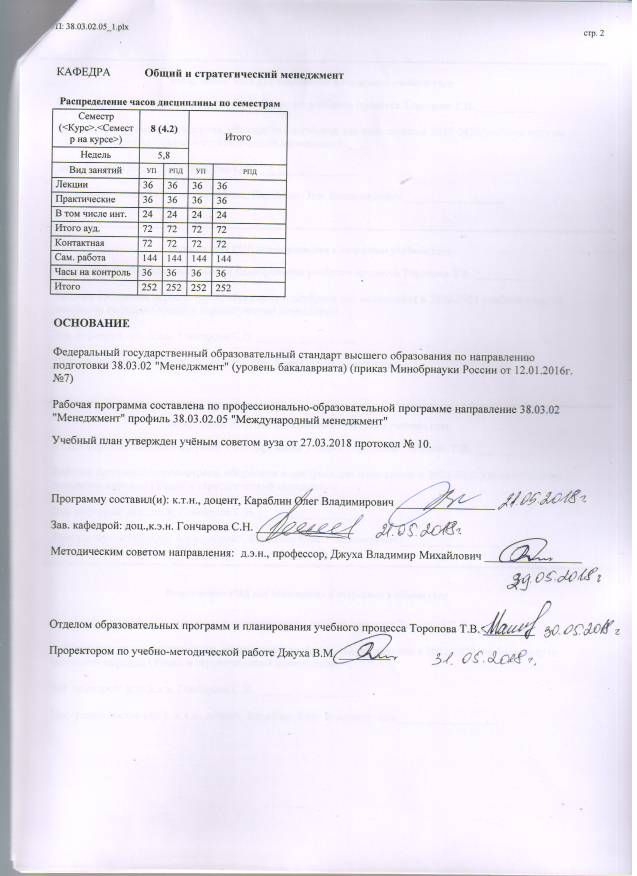 П: 38.03.02.05_1.plx
стр. 2
КАФЕДРА Общий и стратегический менеджмент
Распределение часов дисциплины по семестрам
Семестр 8 (4.2) Итого
(<Курс>.<Семест
р на курсе>)
Недель 5,8
Вид занятий УП РПД УП РПД
Лекции 36 36 36 36
Практические 36 36 36 36
В том числе инт. 24 24 24 24
Итого ауд. 72 72 72 72
Контактная 72 72 72 72
Сам. работа 144 144 144 144
Часы на контроль 36 36 36 36
Итого 252 252 252 252
ОСНОВАНИЕ
Федеральный государственный образовательный стандарт высшего образования по направлению
подготовки 38.03.02 "Менеджмент" (уровень бакалавриата) (приказ Минобрнауки России от 12.01.2016г.
№7)
Рабочая программа составлена по профессионально-образовательной программе направление 38.03.02
"Менеджмент" профиль 38.03.02.05 "Международный менеджмент"
Учебный план утвержден учёным советом вуза от 27.03.2018 протокол № 10.
Программу составил(и): к.т.н., доцент, Караблин Олег Владимирович 21.05.2018 г
Зав. кафедрой: доц.,к.э.н. Гончарова С.Н. 21.05.2018 г.
Методическим советом направления: д.э.н., профессор, Джуха Владимир Михайлович
29.05.2018 г
Отделом образовательных программ и планирования учебного процесса Торопова Т.В. 30.05.2018 г
Проректором по учебно-методической работе Джуха В.М. 31.05.2018 г.